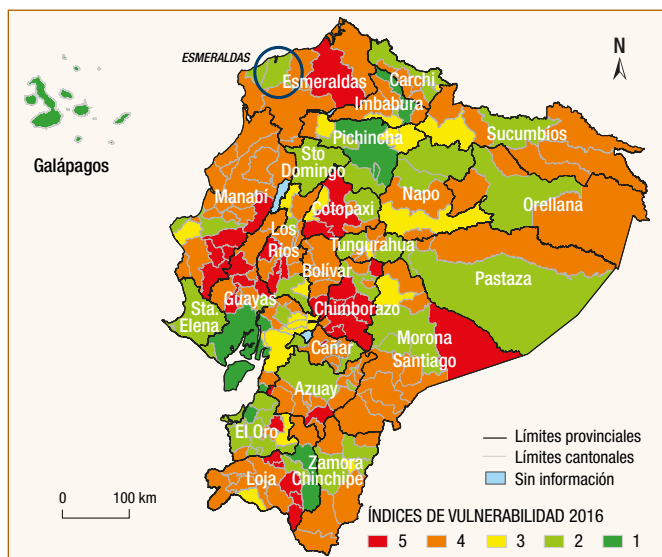 ESMERALDAS
N
Esmeraldas
Carchi
Imbabura
Galápagos
Pichincha
Sucumbíos
Sto
Domingo
Manabí
Napo
Orellana
Cotopaxi
Los
Ríos
Tungurahua
Bolívar
Pastaza
Guayas
Sta.
Elena
Chimborazo
Morona
Santiago
Cañar
Azuay
El Oro
Loja
Zamora
Chinchipe
Límites provinciales
Límites cantonales
Sin información
0 100 km
ÍNDICES DE VULNERABILIDAD 2016
5 4 3 2 1